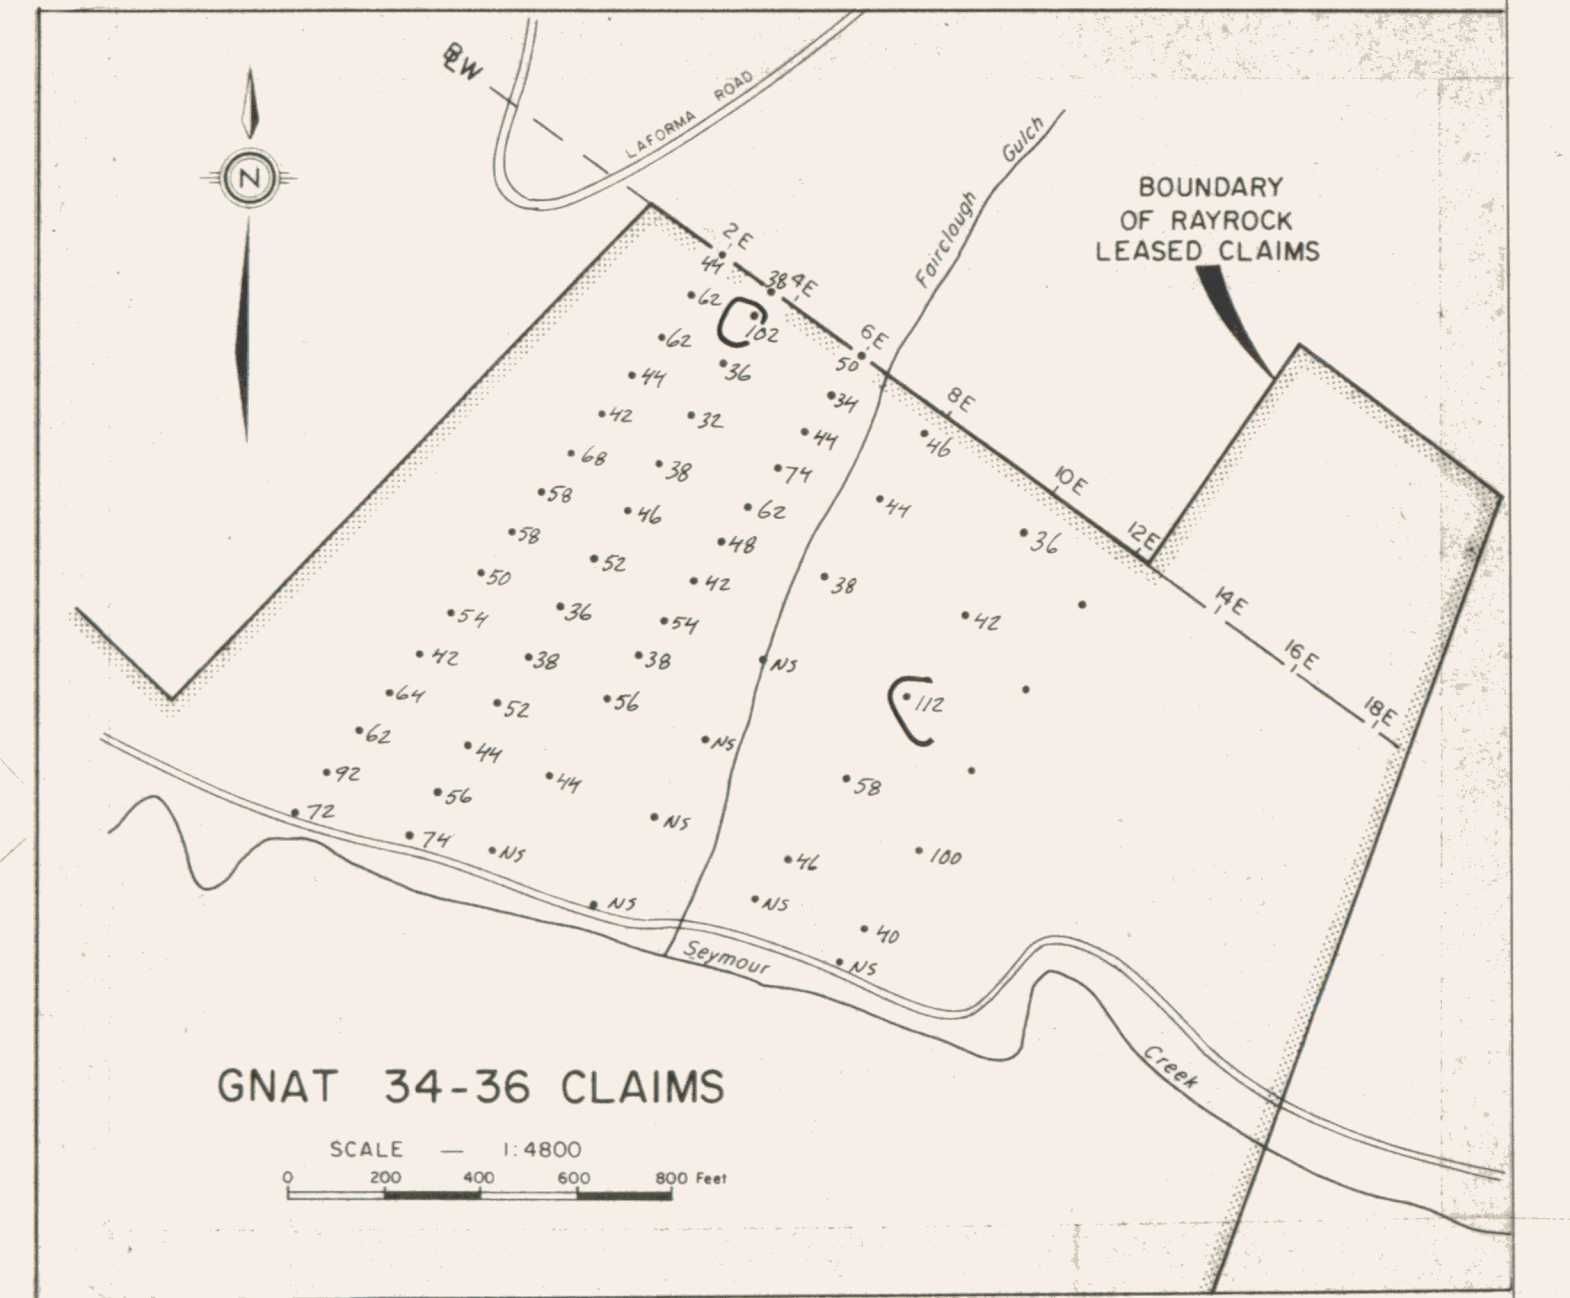 BLW
LAFORMA ROAD
Fairclough Gulch
N
BOUNDARY
OF RAYROCK
LEASED CLAIMS
2E
44
38 4E
62
102
62
6E
50
36
44
34
8E
42
32
44
46
68
38
74
10E
58
46
62
44
58
48
36
12E
52
50
42
38
54
36
54
42
14E
42
38
38
NS
16E
64
52
56
112
18E
62
44
NS
92
44
58
56
72
NS
74
NS
46
100
NS
NS
40
NS
Seymour
Creek
GNAT 34-36 CLAIMS
SCALE — 1:4800
0 200 400 600 800 Feet